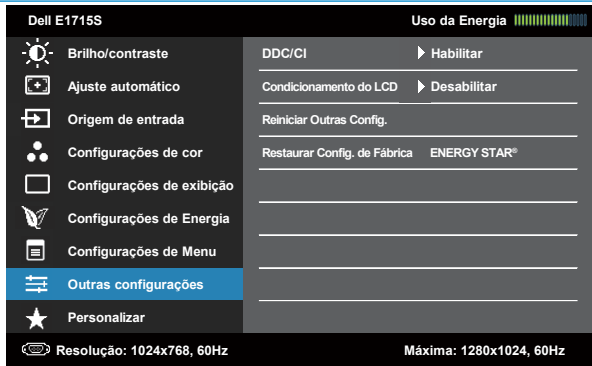 Dell E1715S Uso da Energia
Brilho/contraste DDC/CI Habilitar
Ajuste automático Condicionamento do LCD Desabilitar
Origem de entrada Reiniciar Outras Config.
Configurações de cor Restaurar Config. de Fábrica ENERGY STAR®
Configurações de exibição
Configurações de Energia
Configurações de Menu
Outras configurações
Personalizar
Resolução: 1024x768, 60Hz Máxima: 1280x1024, 60Hz